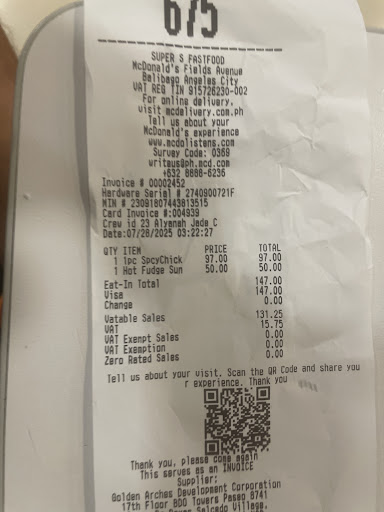 675
SUPER S FASTFOOD
McDonald's Fields Avenue
Balibago Angeles City
VAT REG TIN 915726230-002
For online delivery,
visit mcdelivery.com.ph
Tell us about your
McDonald's experience
www.mcdolistens.com
Survey Code: 0369
writeus@ph.mcd.com
+632 8888-6236
Invoice # 00002452
Hardware Serial # 2740900721F
MIN # 23091807443813515
Card Invoice #:004939
Crew id 23 Alyanah Jade C
Date:07/28/2025 03:22:27
QTY ITEM PRICE TOTAL
1 1pc SpcyChick 97.00 97.00
1 Hot Fudge Sun 50.00 50.00
Eat-In Total 147.00
Visa 147.00
Change 0.00
Vatable Sales 131.25
VAT 15.75
VAT Exempt Sales 0.00
VAT Exemption 0.00
Zero Rated Sales 0.00
Tell us about your visit. Scan the QR Code and share you
r experience. Thank you
Thank you, please come again
This serves as an INVOICE
Supplier:
Golden Arches Development Corporation
17th Floor BDO Towers Paseo 8741
Salcedo Village,